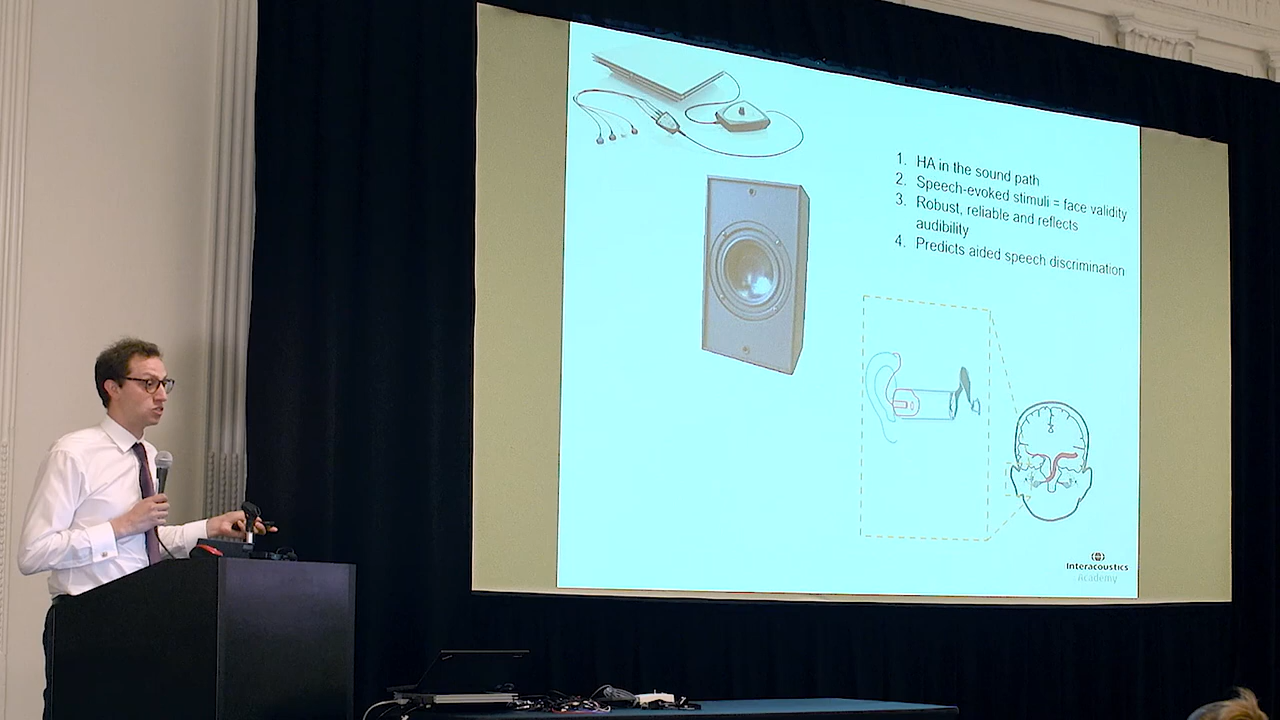 1. HA in the sound path
2. Speech-evoked stimuli = face validity
3. Robust, reliable and reflects
audibility
4. Predicts aided speech discrimination
Interacoustics
Academy